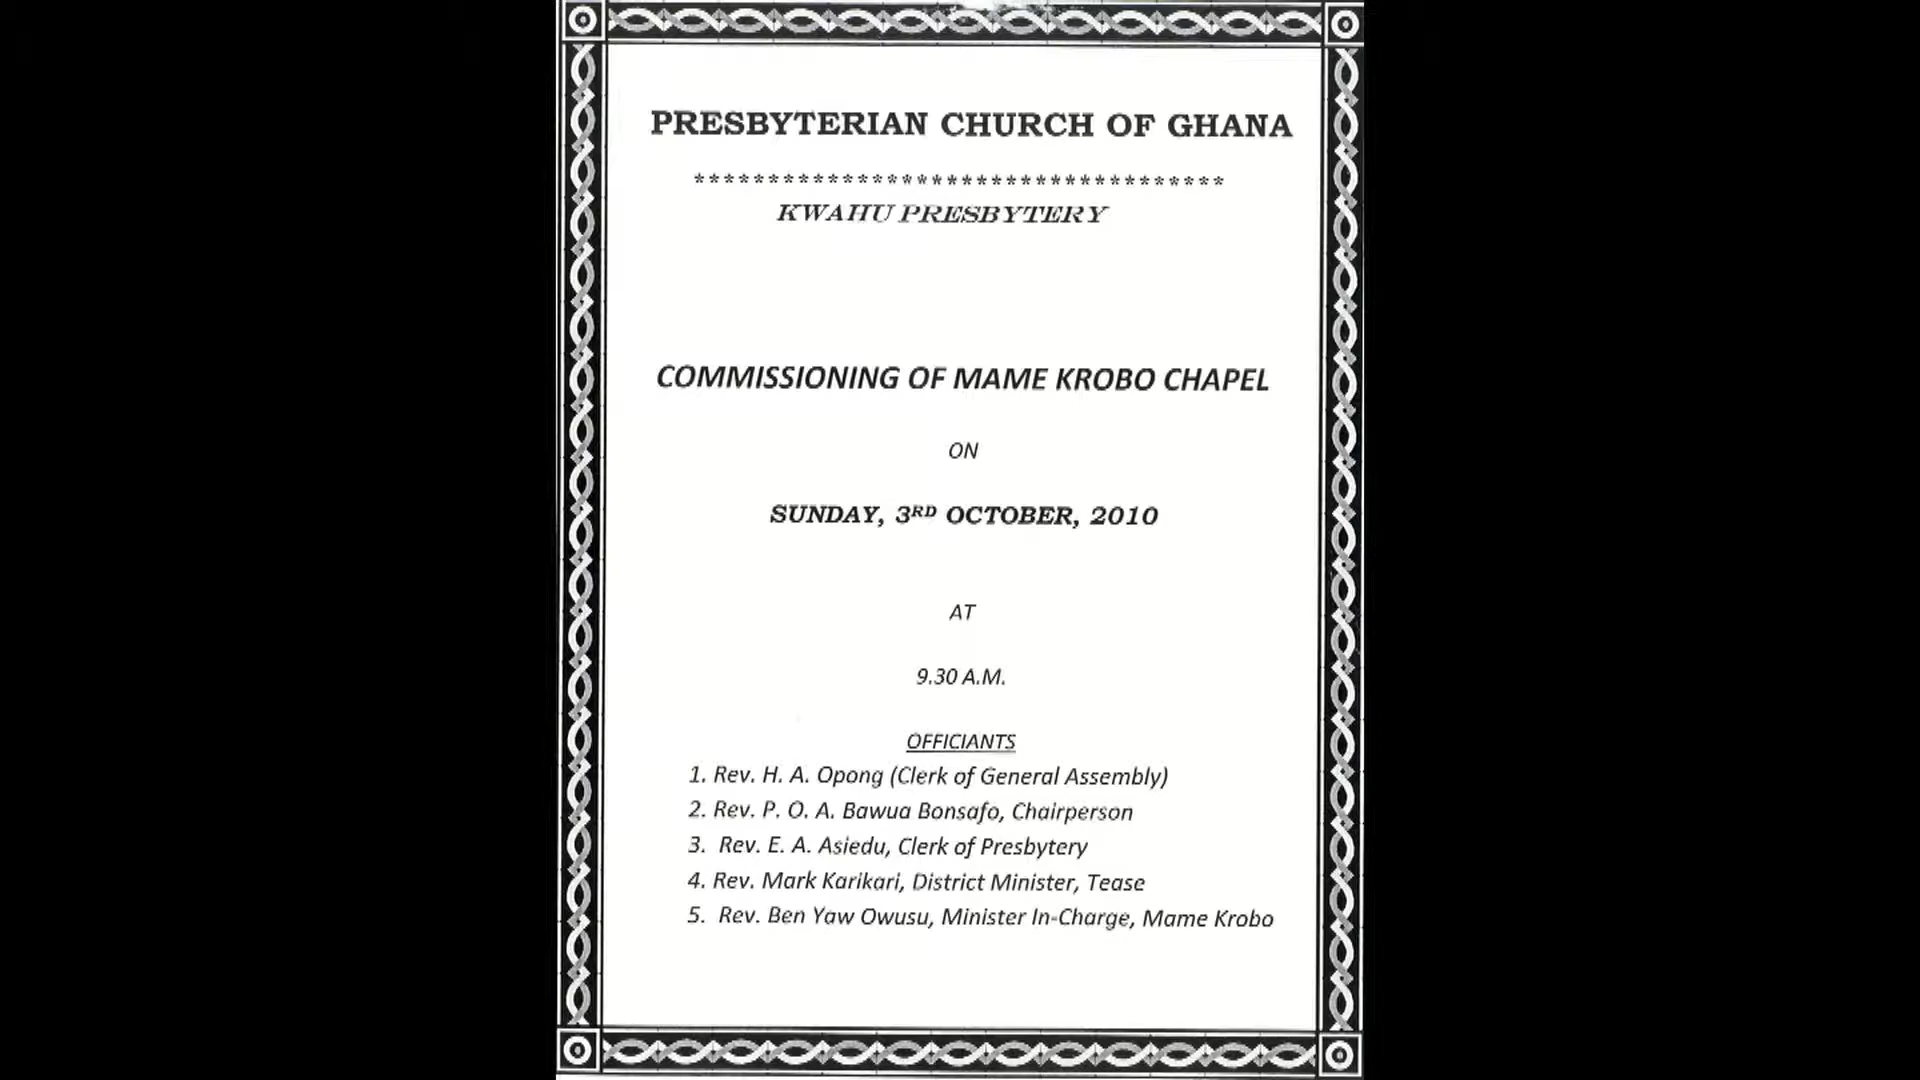 PRESBYTERIAN CHURCH OF GHANA
************************************
KWAHU PRESBYTERY
COMMISSIONING OF MAME KROBO CHAPEL
ON
SUNDAY, 3RD OCTOBER, 2010
AT
9.30 A.M.
OFFICIANTS
1. Rev. H. A. Opong (Clerk of General Assembly)
2. Rev. P. O. A. Bawua Bonsafo, Chairperson
3. Rev. E. A. Asiedu, Clerk of Presbytery
4. Rev. Mark Karikari, District Minister, Tease
5. Rev. Ben Yaw Owusu, Minister In-Charge, Mame Krobo